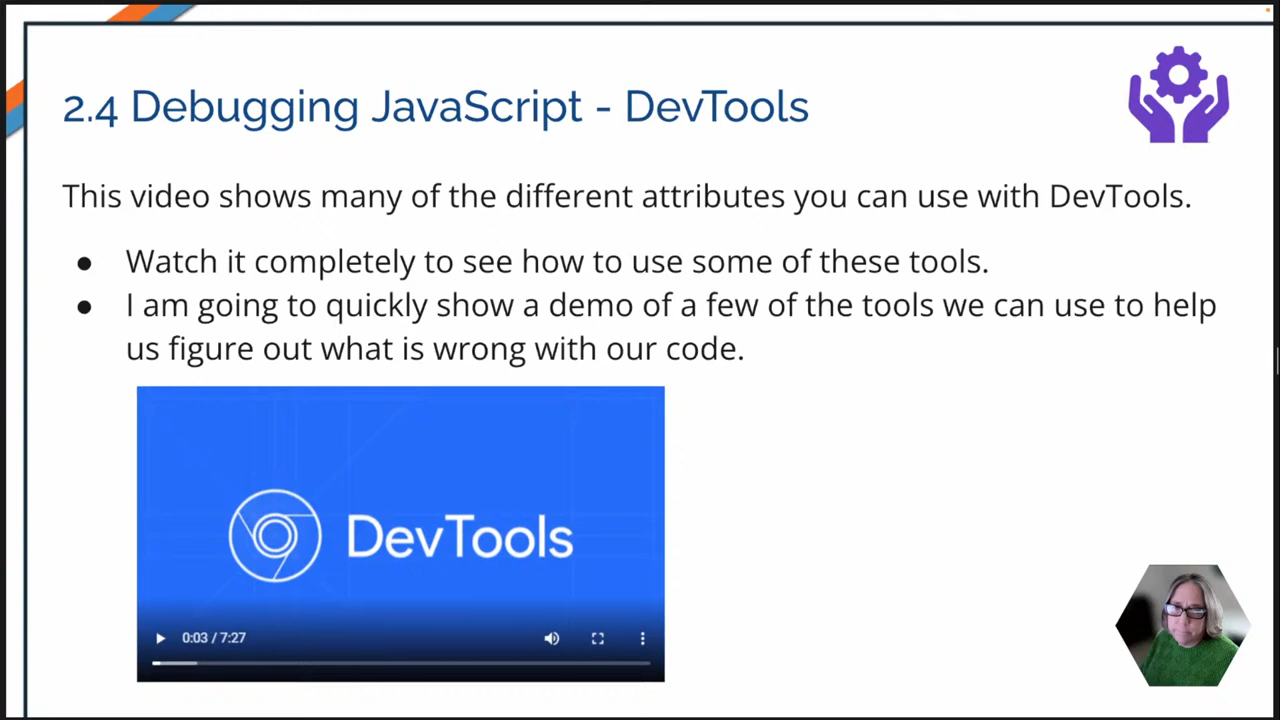 2.4 Debugging JavaScript - DevTools
This video shows many of the different attributes you can use with DevTools.
● Watch it completely to see how to use some of these tools.
● I am going to quickly show a demo of a few of the tools we can use to help
us figure out what is wrong with our code.
DevTools
0:03 / 7:27